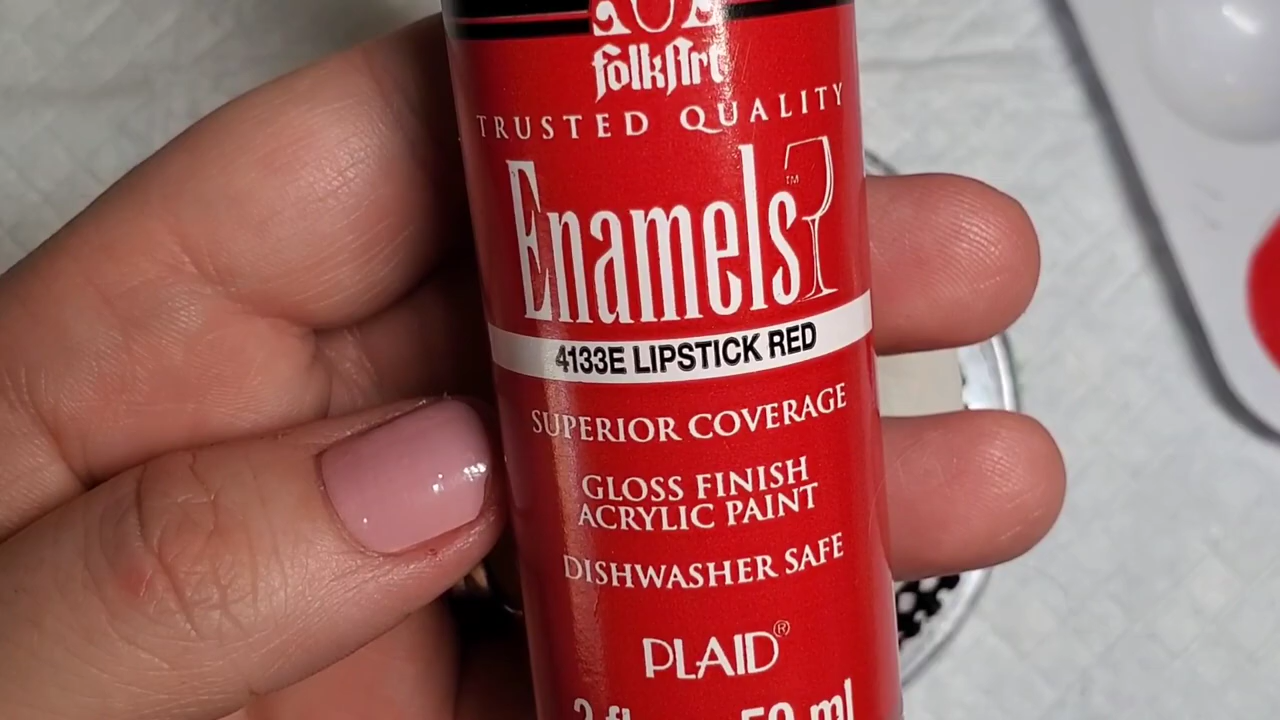 folkArt
TRUSTED QUALITY
Enamels™
4133E LIPSTICK RED
SUPERIOR COVERAGE
GLOSS FINISH
ACRYLIC PAINT
DISHWASHER SAFE
PLAID®